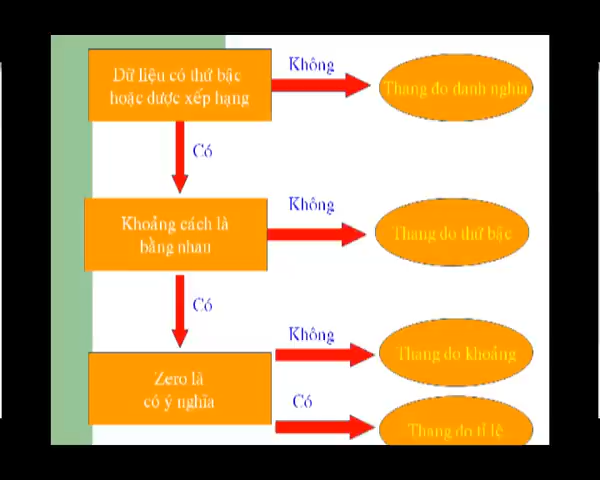 Dữ liệu có thứ bậc
hoặc được xếp hạng
Không
Thang đo danh nghĩa
Có
Khoảng cách là
bằng nhau
Không
Thang đo thứ bậc
Có
Zero là
có ý nghĩa
Không
Thang đo khoảng
Có
Thang đo tỉ lệ